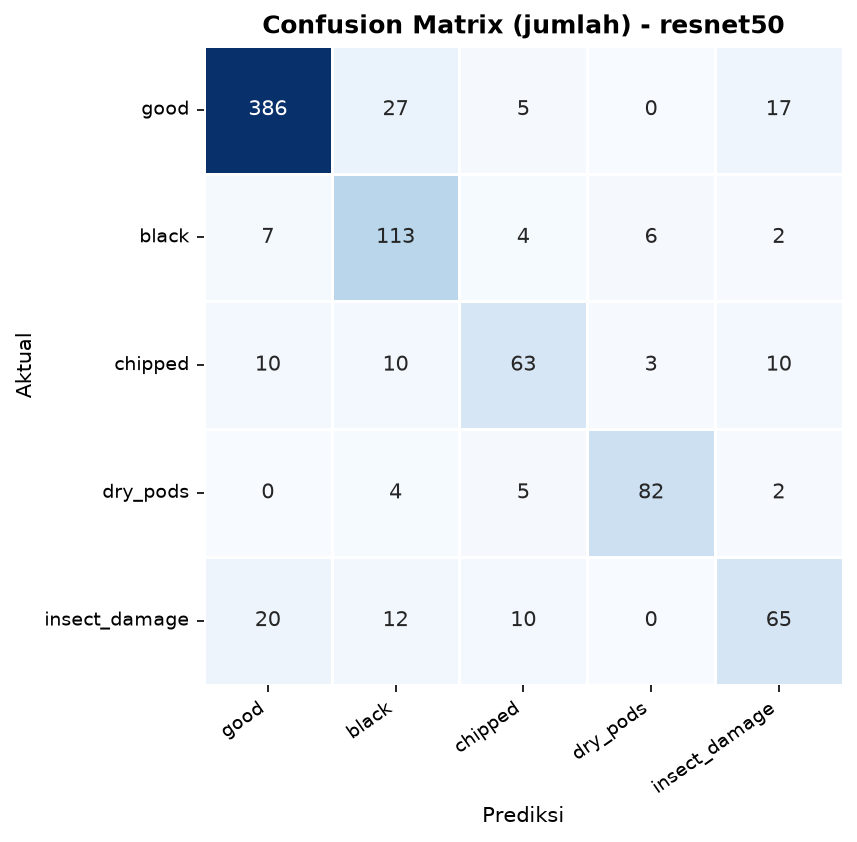 Confusion Matrix (jumlah) - resnet50
Aktual
good 386 27 5 0 17
black 7 113 4 6 2
chipped 10 10 63 3 10
dry_pods 0 4 5 82 2
insect_damage 20 12 10 0 65
good black chipped dry_pods insect_damage
Prediksi